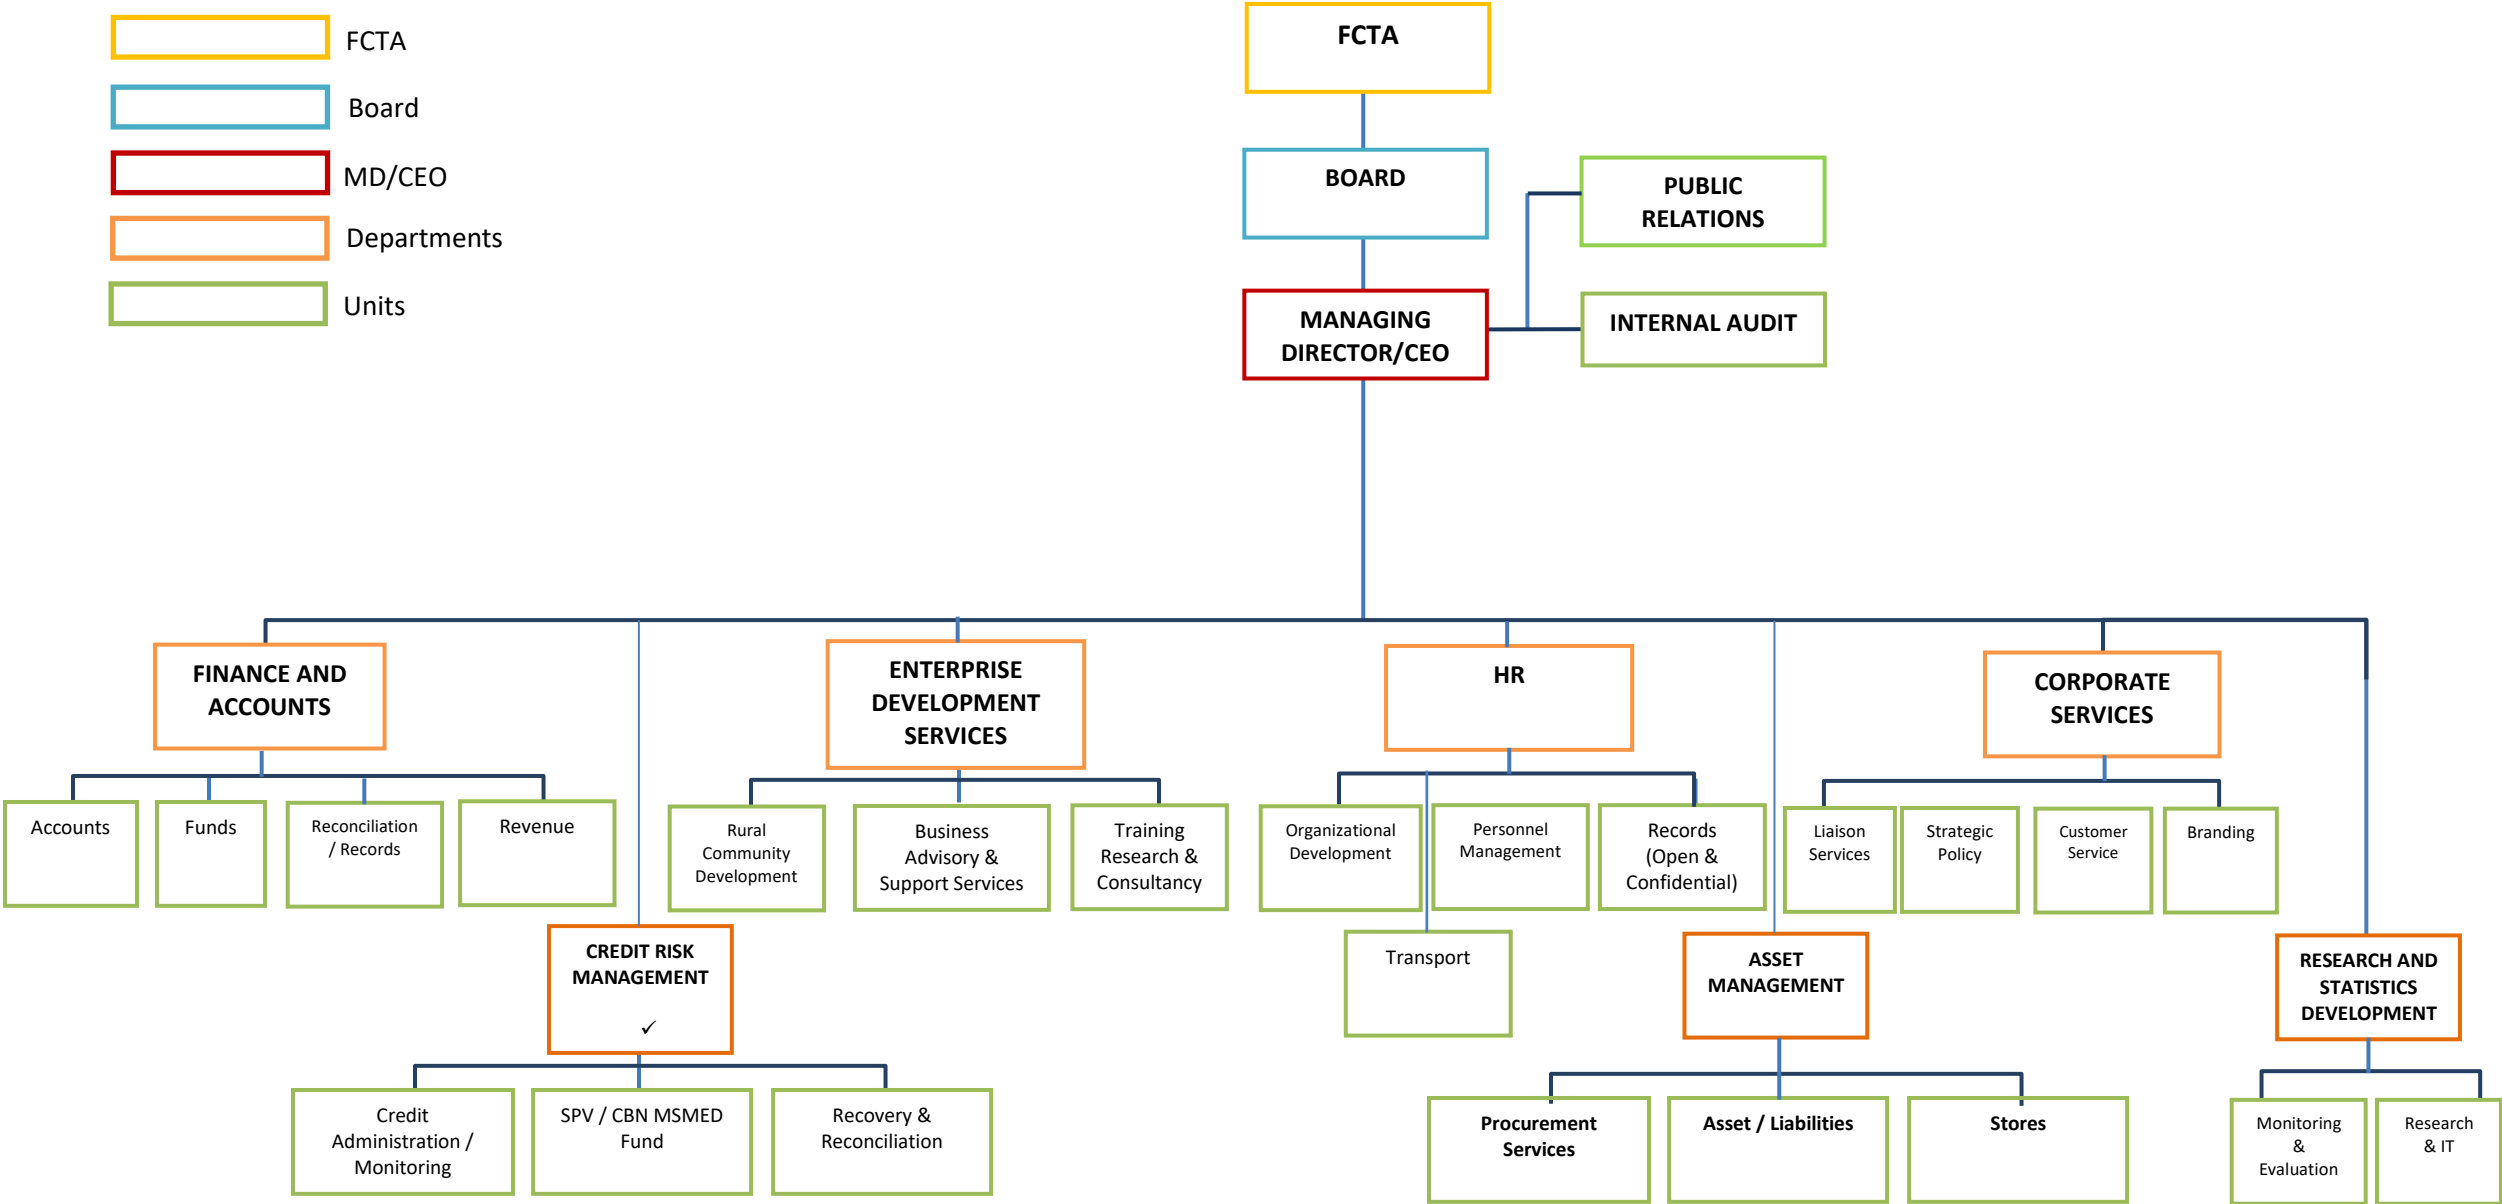 FCTA
Board
MD/CEO
Departments
Units
FCTA
BOARD
PUBLIC
RELATIONS
MANAGING
DIRECTOR/CEO
INTERNAL AUDIT
FINANCE AND
ACCOUNTS
ENTERPRISE
DEVELOPMENT
SERVICES
HR
CORPORATE
SERVICES
Accounts
Funds
Reconciliation
/ Records
Revenue
Rural
Community
Development
Business
Advisory &
Support Services
Training
Research &
Consultancy
Organizational
Development
Personnel
Management
Records
(Open &
Confidential)
Liaison
Services
Strategic
Policy
Customer
Service
Branding
CREDIT RISK
MANAGEMENT
✓
Transport
ASSET
MANAGEMENT
RESEARCH AND
STATISTICS
DEVELOPMENT
Credit
Administration /
Monitoring
SPV / CBN MSMED
Fund
Recovery &
Reconciliation
Procurement
Services
Asset / Liabilities
Stores
Monitoring
&
Evaluation
Research
& IT